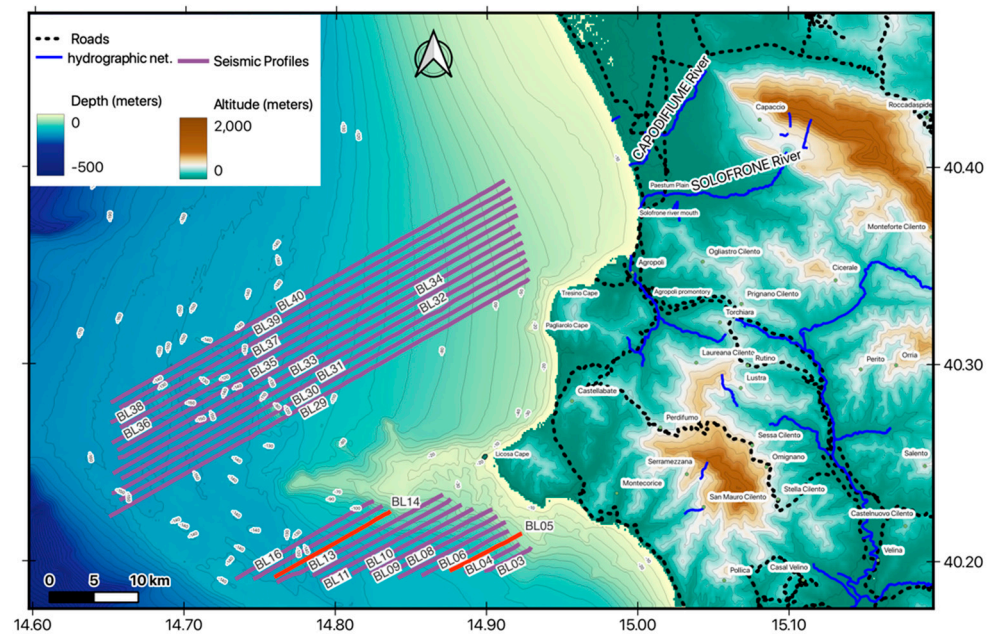 Roads
hydrographic net.
Seismic Profiles
Depth (meters)
0
-500
Altitude (meters)
2,000
0
CAPODIFIUME River
SOLOFRONE River
Capaccio
Roccadaspide
Paestum Plain
Solofrone river mouth
Monteforte Cilento
Agropoli
Ogliastro Cilento
Cicerale
Tresino Cape
Agropoli promontory
Prignano Cilento
Torchiara
Pagliarolo Cape
Laureana Cilento
Rutino
Perito
Orria
Lustra
Castellabate
Perdifumo
Sessa Cilento
Omignano
Licosa Cape
Serramezzana
Salento
Montecorice
San Mauro Cilento
Stella Cilento
Castelnuovo Cilento
Velina
Pollica
Casal Velino
BL40
BL39
BL37
BL35
BL34
BL32
BL33
BL31
BL30
BL29
BL38
BL36
BL14
BL05
BL16
BL13
BL11
BL10
BL09
BL08
BL06
BL04
BL03
0 5 10 km
40.40
40.30
40.20
14.60 14.70 14.80 14.90 15.00 15.10